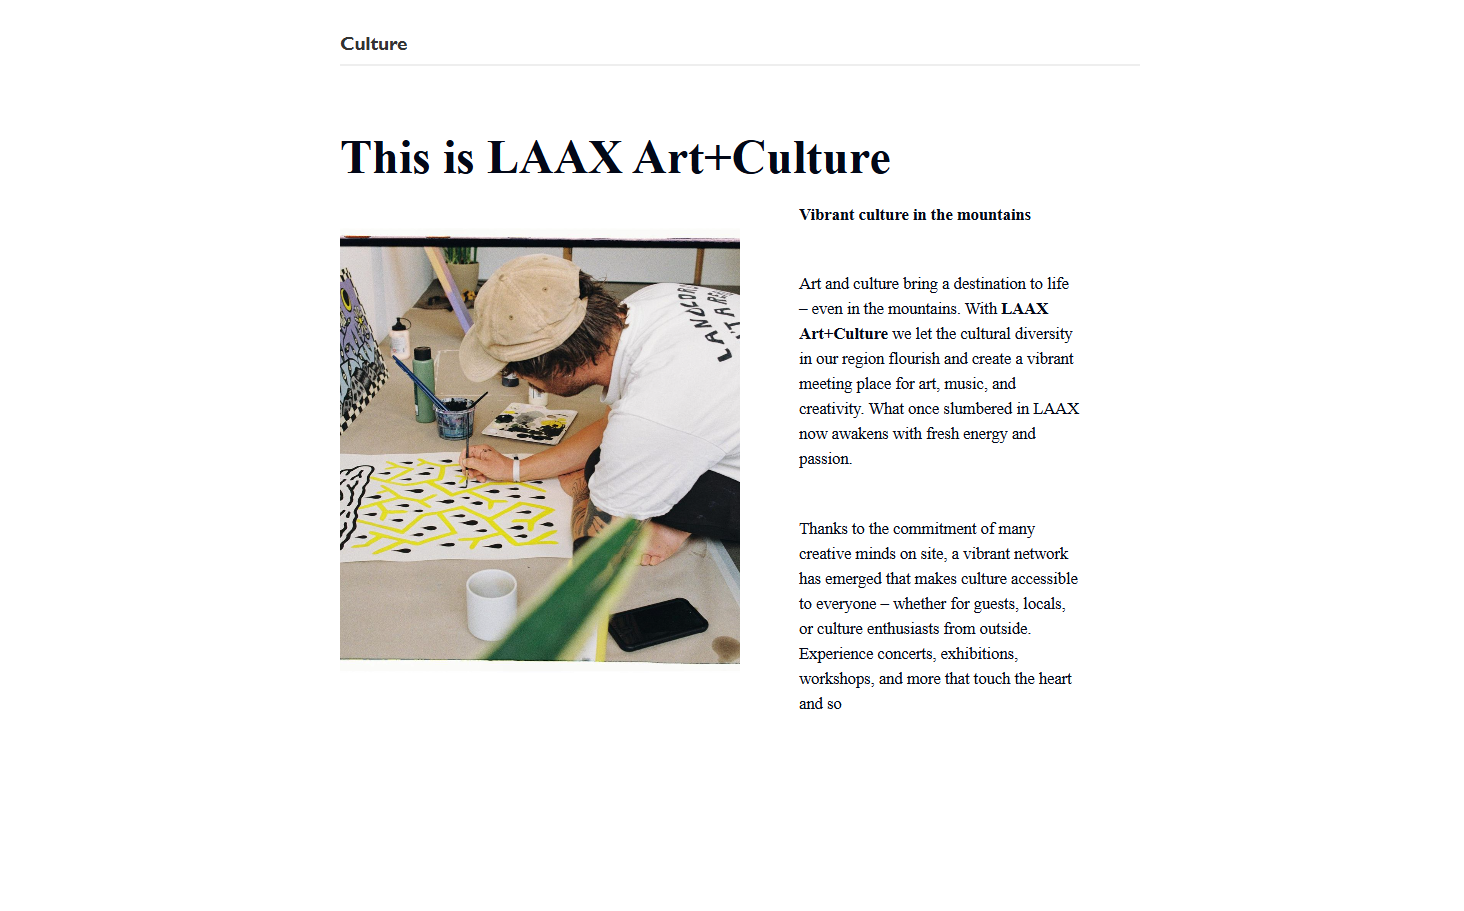 Culture
This is LAAX Art+Culture
Vibrant culture in the mountains
Art and culture bring a destination to life
– even in the mountains. With LAAX
Art+Culture we let the cultural diversity
in our region flourish and create a vibrant
meeting place for art, music, and
creativity. What once slumbered in LAAX
now awakens with fresh energy and
passion.
Thanks to the commitment of many
creative minds on site, a vibrant network
has emerged that makes culture accessible
to everyone – whether for guests, locals,
or culture enthusiasts from outside.
Experience concerts, exhibitions,
workshops, and more that touch the heart
and so